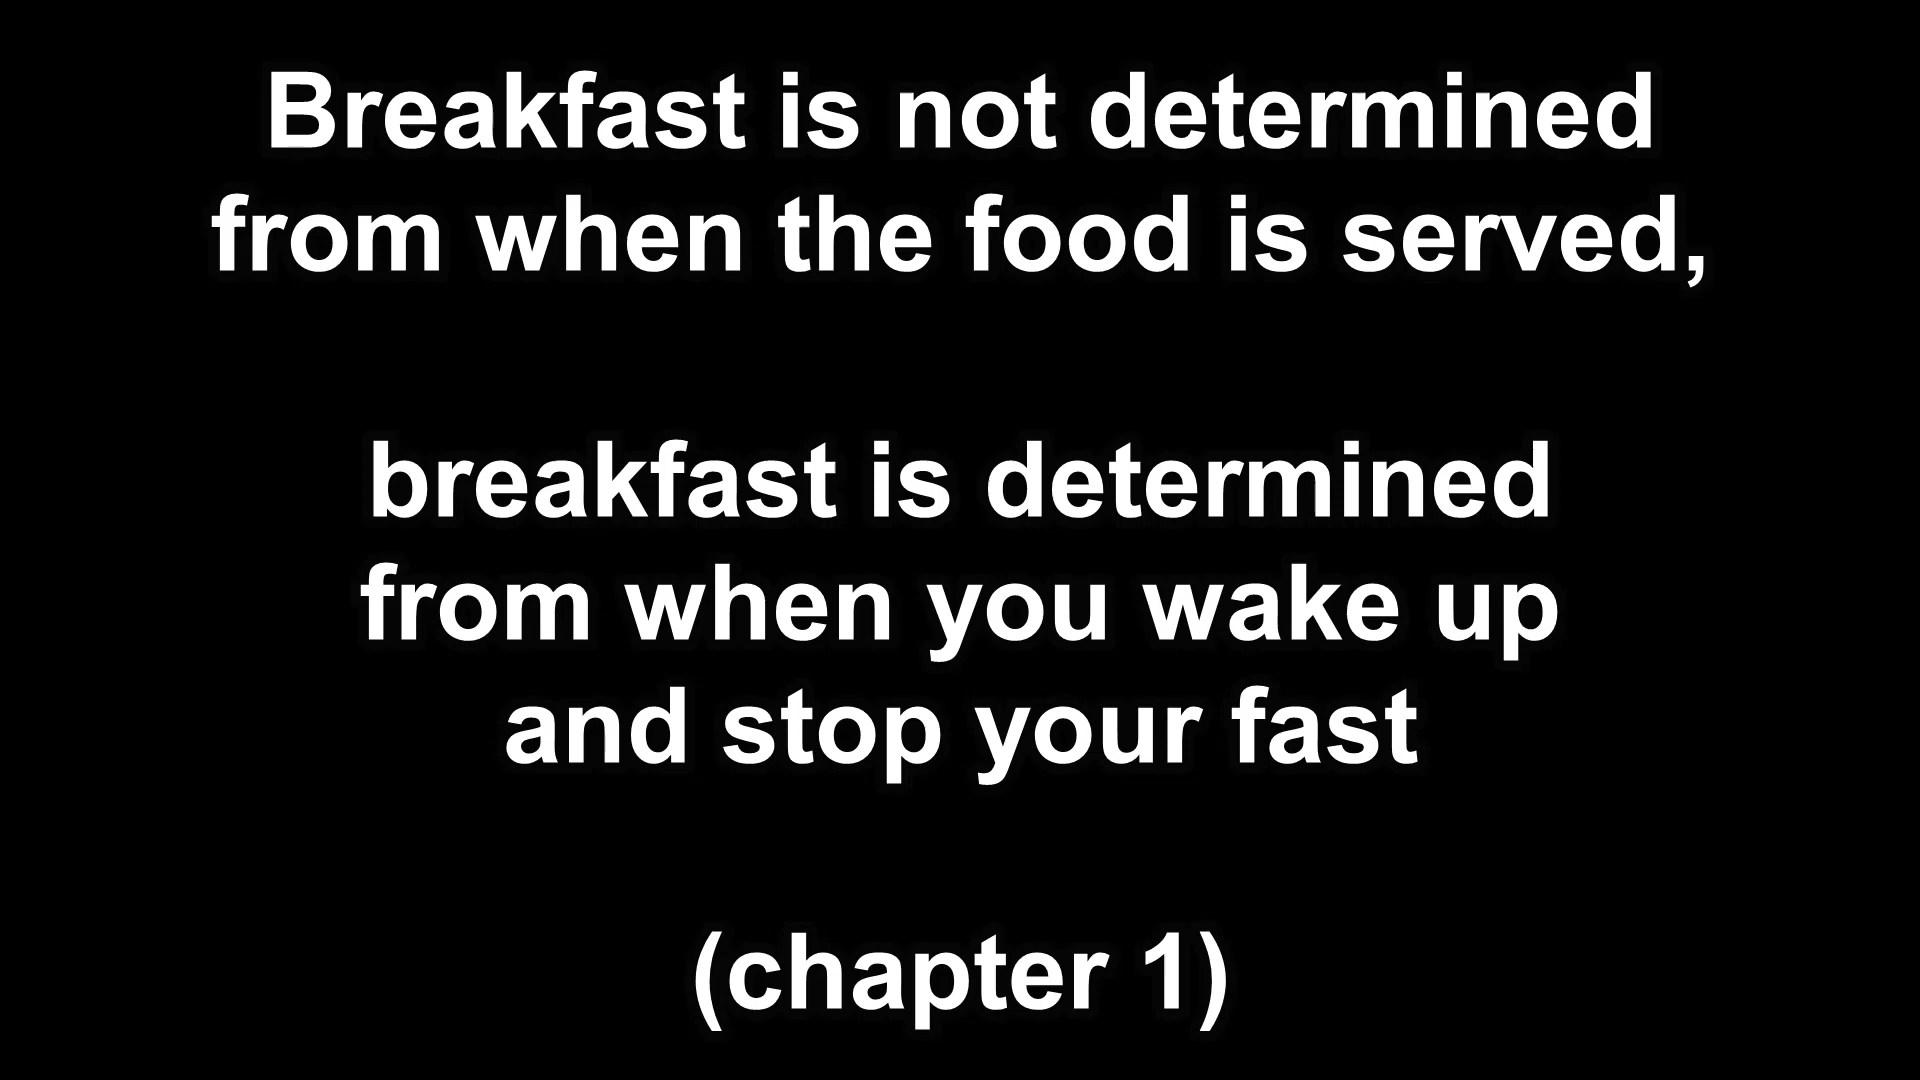 Breakfast is not determined
from when the food is served,
breakfast is determined
from when you wake up
and stop your fast
(chapter 1)